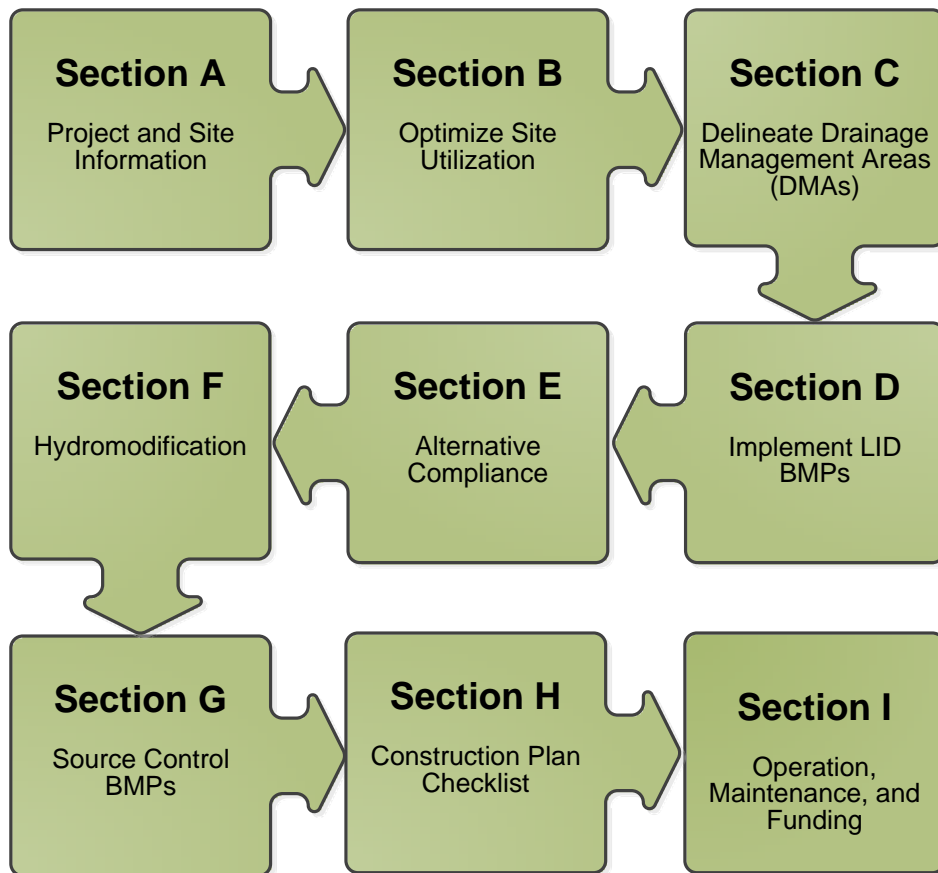 Section A
Project and Site
Information
Section B
Optimize Site
Utilization
Section C
Delineate Drainage
Management Areas
(DMAs)
Section D
Implement LID
BMPs
Section E
Alternative
Compliance
Section F
Hydromodification
Section G
Source Control
BMPs
Section H
Construction Plan
Checklist
Section I
Operation,
Maintenance, and
Funding